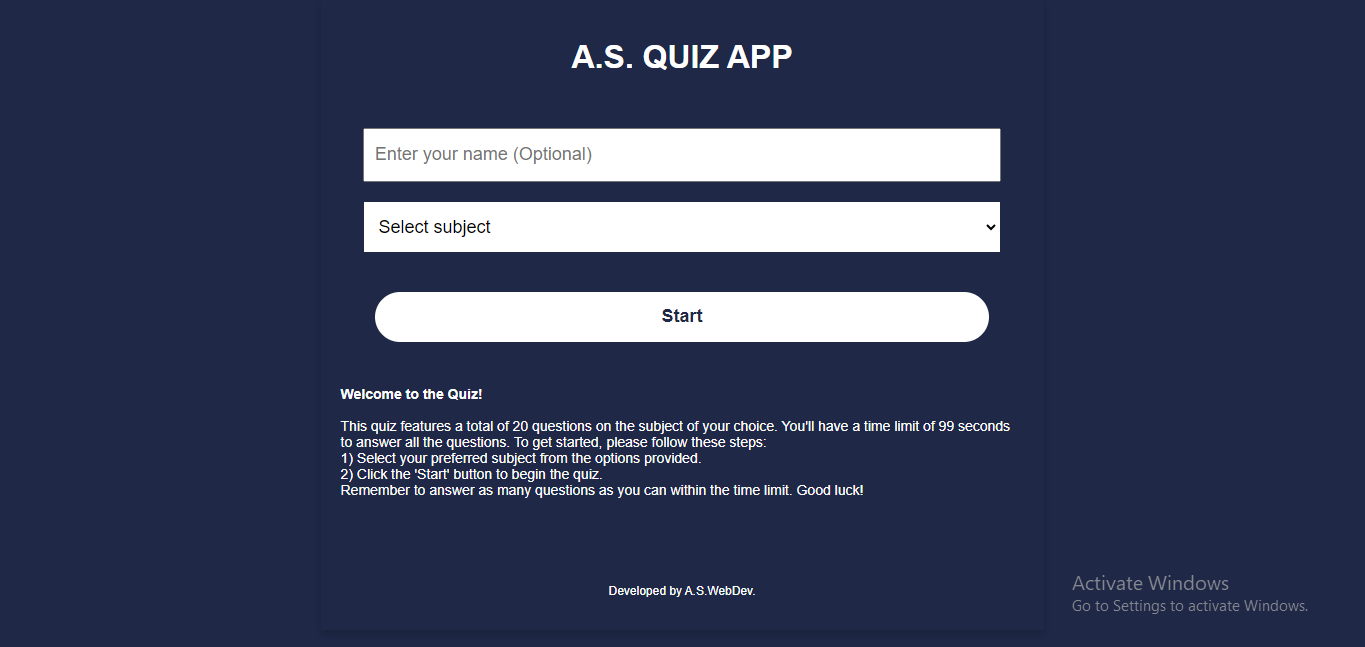 A.S. QUIZ APP
Enter your name (Optional)
Select subject
Start
Welcome to the Quiz!
This quiz features a total of 20 questions on the subject of your choice. You'll have a time limit of 99 seconds
to answer all the questions. To get started, please follow these steps:
1) Select your preferred subject from the options provided.
2) Click the 'Start' button to begin the quiz.
Remember to answer as many questions as you can within the time limit. Good luck!
Developed by A.S.WebDev.
Activate Windows
Go to Settings to activate Windows.